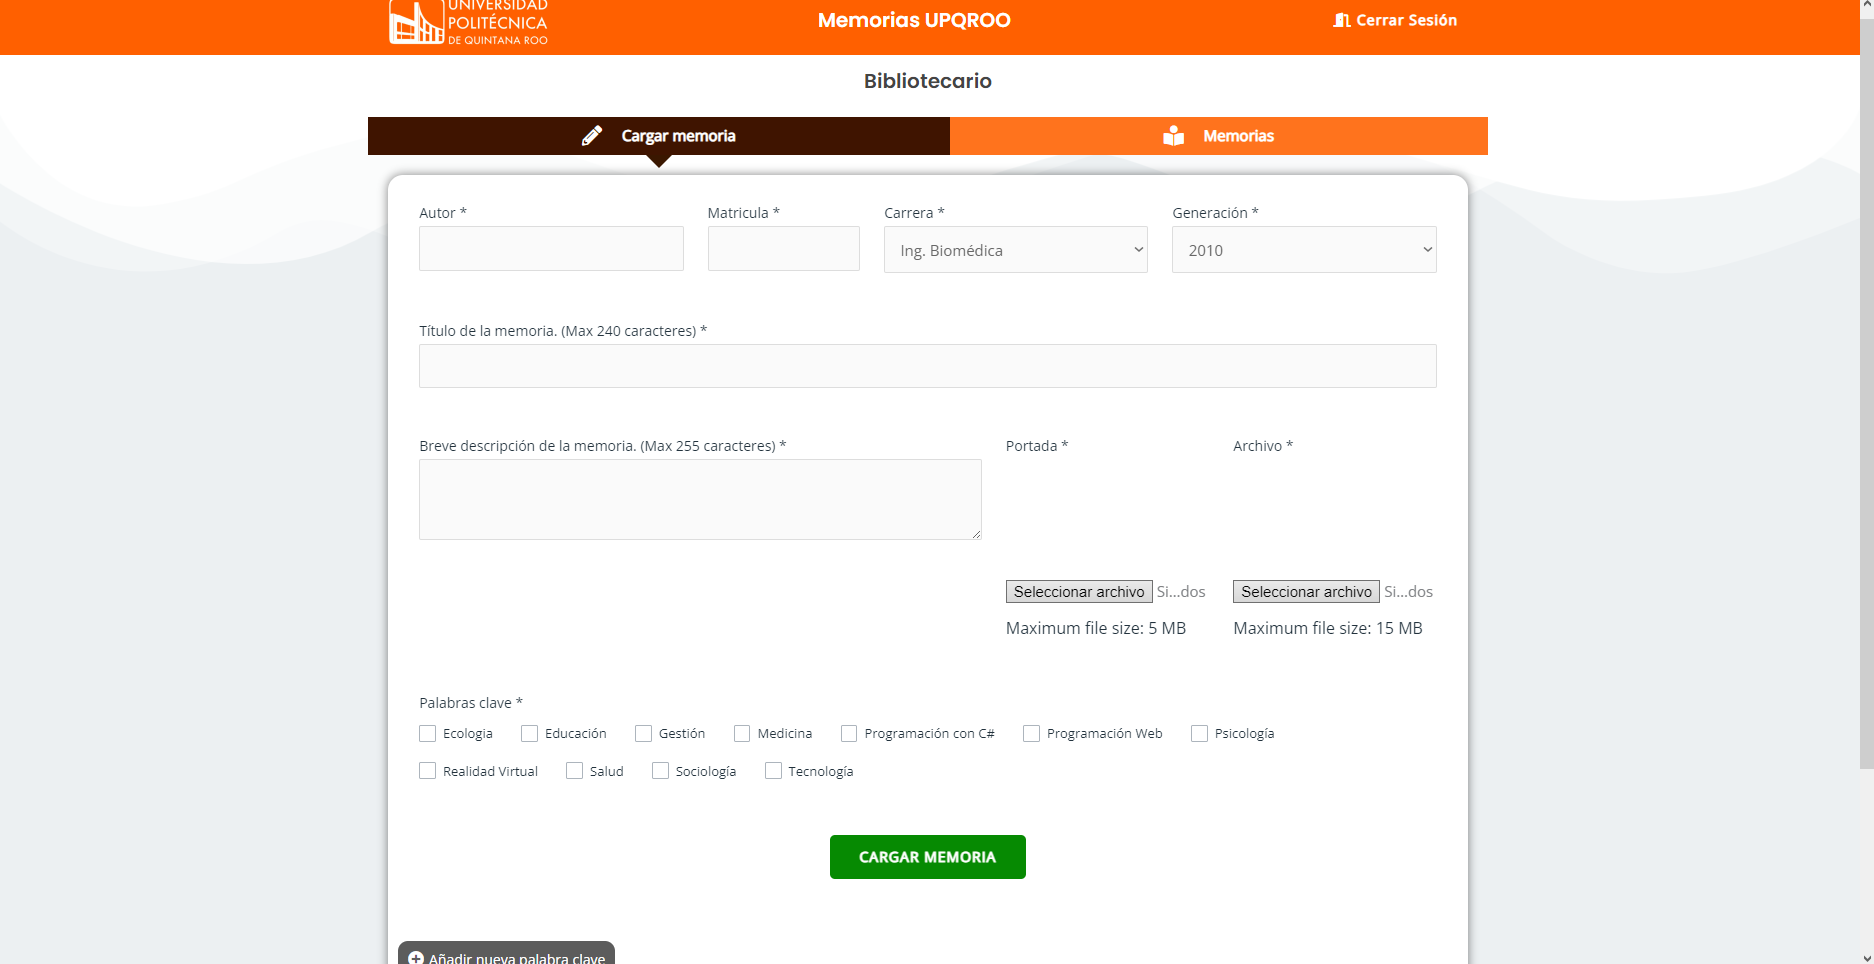 UNIVERSIDAD
POLITÉCNICA
DE QUINTANA ROO
Memorias UPQROO
Cerrar Sesión
Bibliotecario
Cargar memoria
Memorias
Autor *
Matricula *
Carrera *
Generación *
Ing. Biomédica
2010
Título de la memoria. (Max 240 caracteres) *
Breve descripción de la memoria. (Max 255 caracteres) *
Portada *
Archivo *
Seleccionar archivo Si...dos
Seleccionar archivo Si...dos
Maximum file size: 5 MB
Maximum file size: 15 MB
Palabras clave *
Ecologia
Educación
Gestión
Medicina
Programación con C#
Programación Web
Psicología
Realidad Virtual
Salud
Sociología
Tecnología
CARGAR MEMORIA
Añadir nueva palabra clave